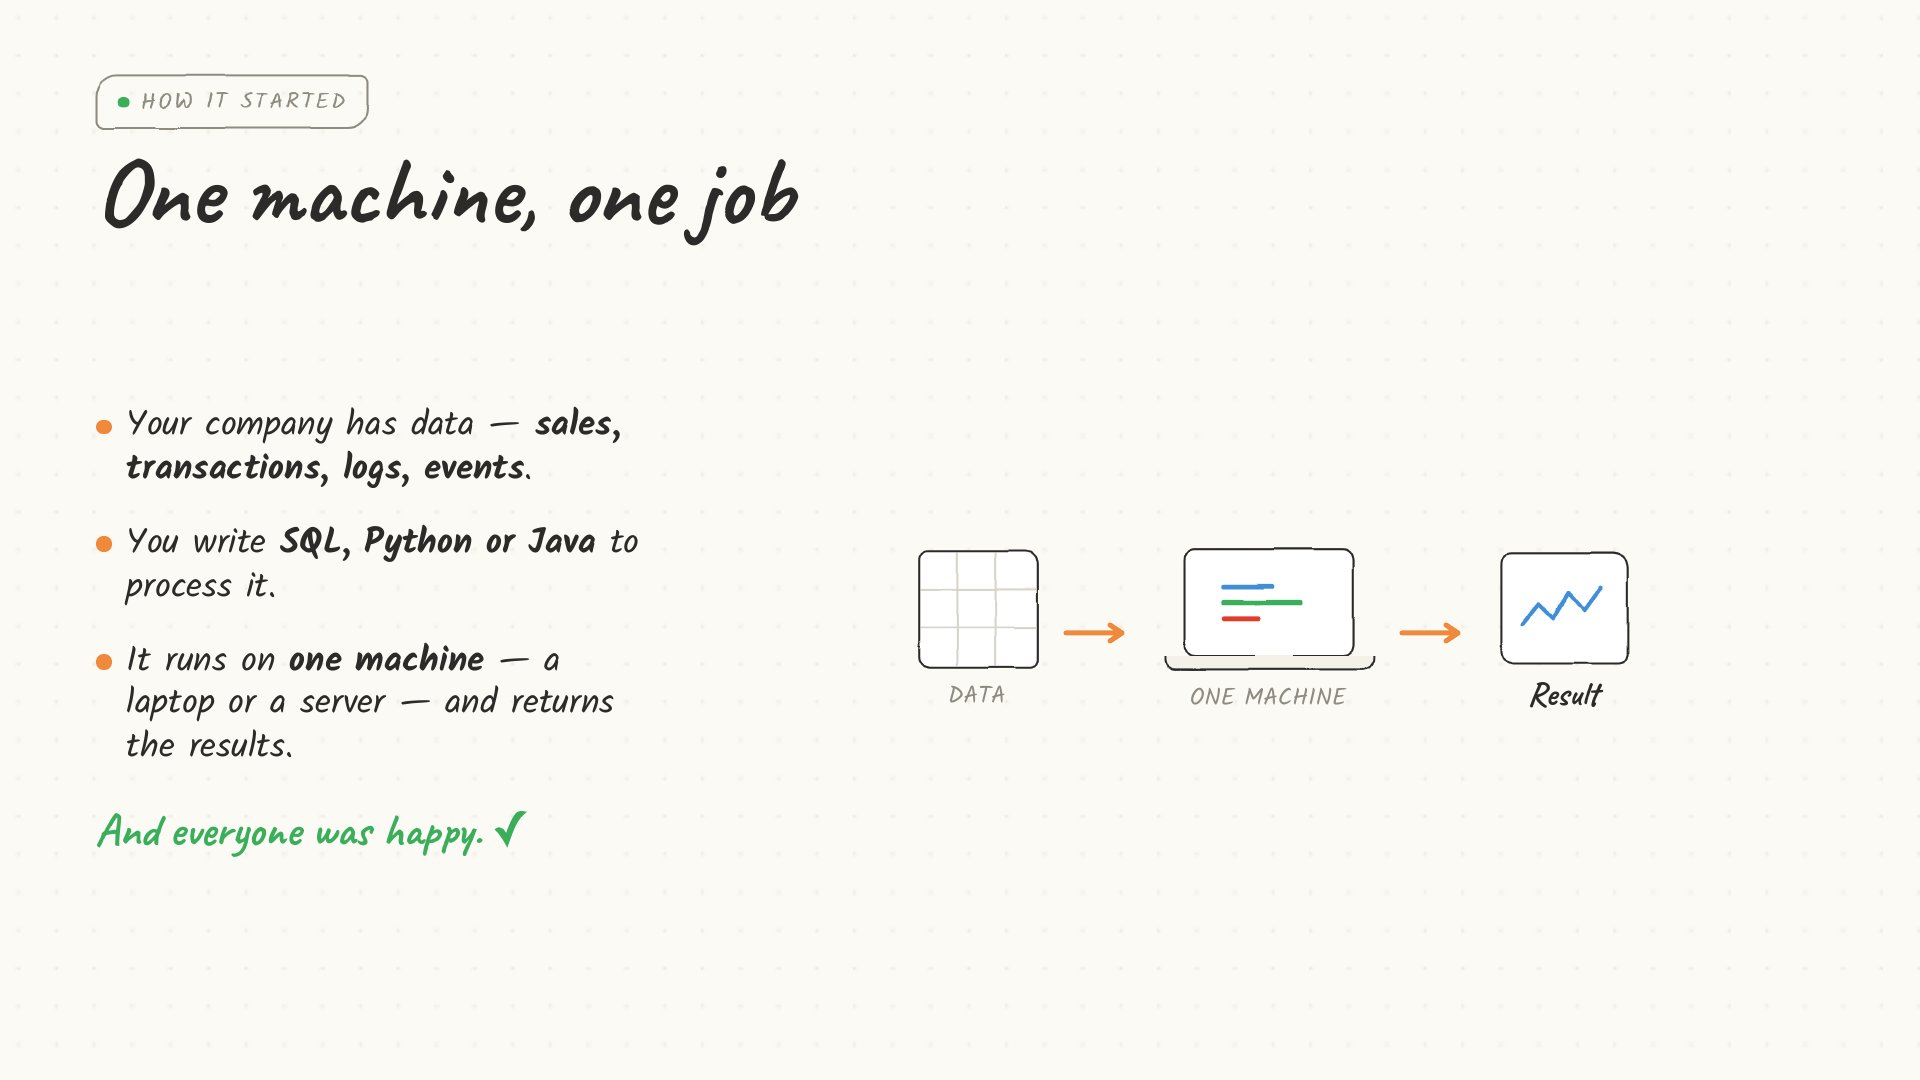 HOW IT STARTED
One machine, one job
Your company has data — sales,
transactions, logs, events.
You write SQL, Python or Java to
process it.
It runs on one machine — a
laptop or a server — and returns
the results.
And everyone was happy. ✔
DATA
ONE MACHINE
Result